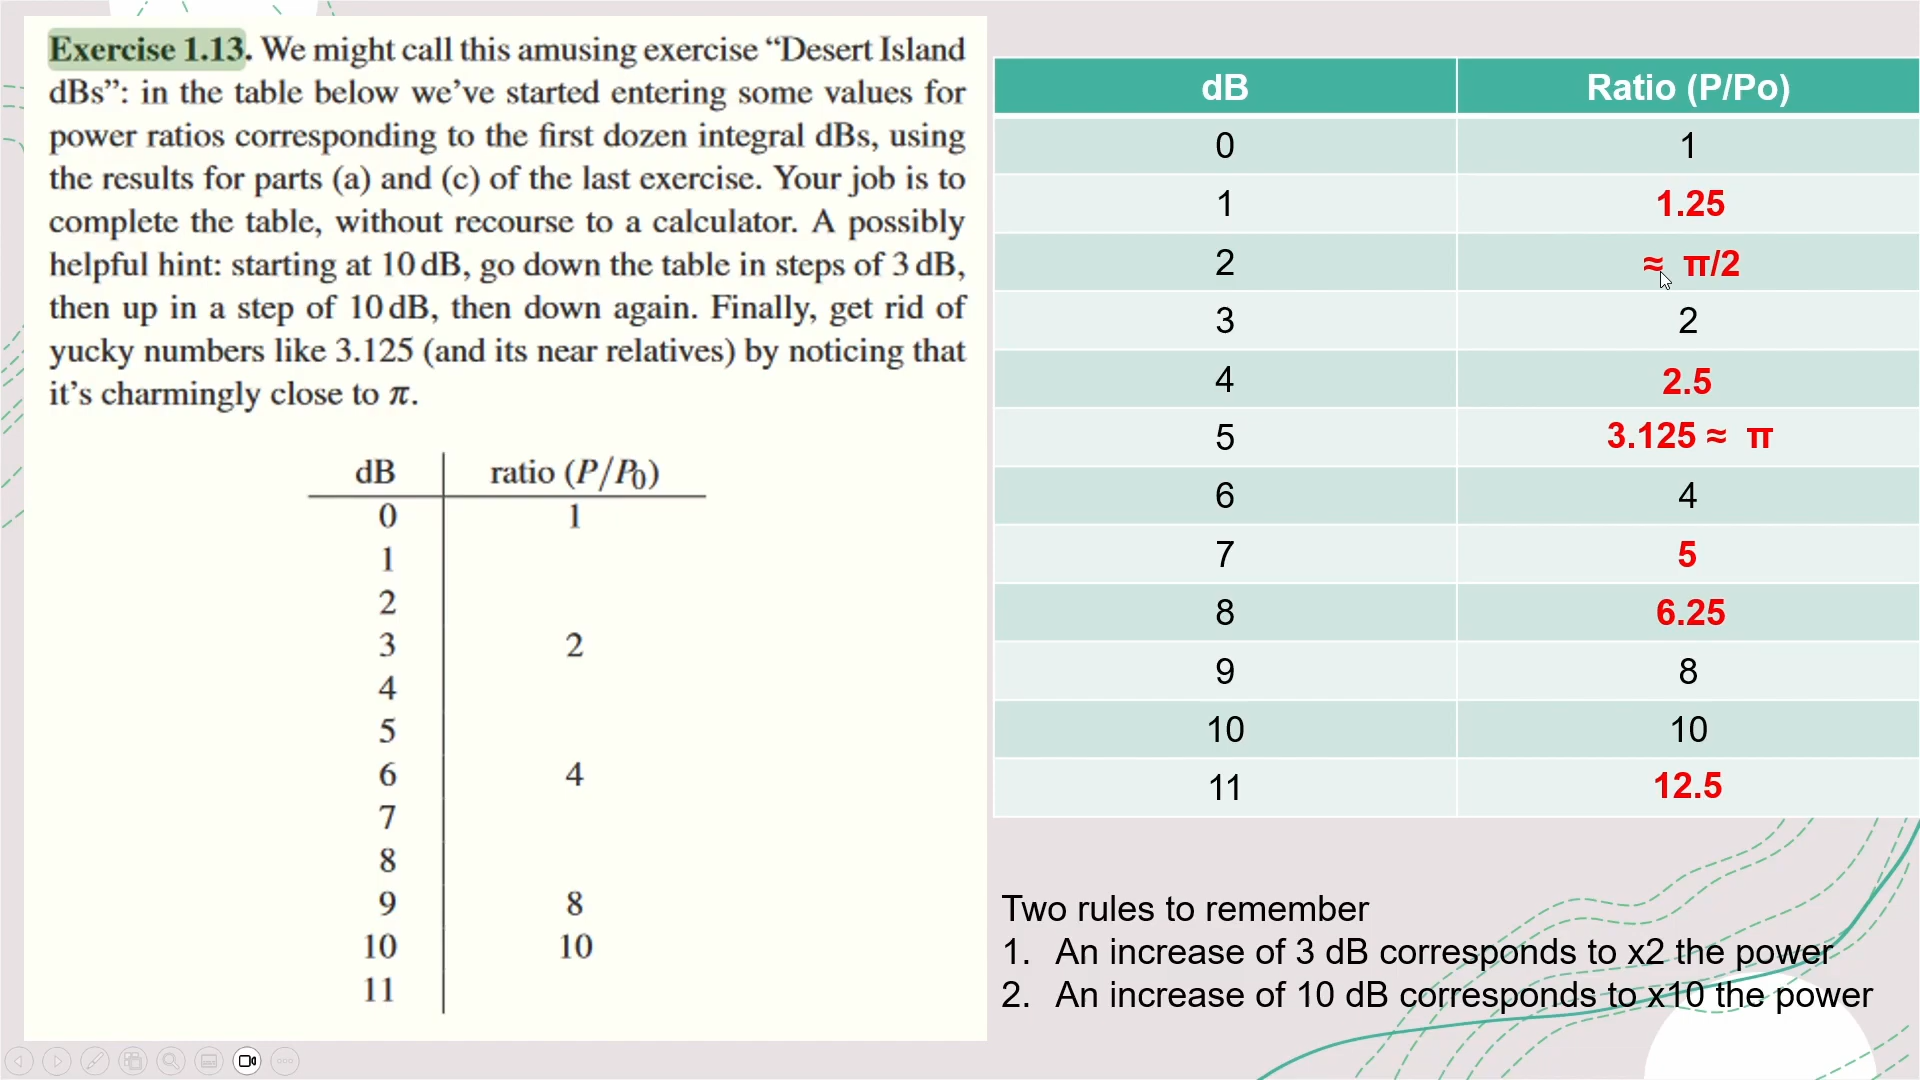 Exercise 1.13. We might call this amusing exercise “Desert Island
dBs”: in the table below we’ve started entering some values for
power ratios corresponding to the first dozen integral dBs, using
the results for parts (a) and (c) of the last exercise. Your job is to
complete the table, without recourse to a calculator. A possibly
helpful hint: starting at 10 dB, go down the table in steps of 3 dB,
then up in a step of 10 dB, then down again. Finally, get rid of
yucky numbers like 3.125 (and its near relatives) by noticing that
it’s charmingly close to π.
dB ratio (P/P0)
0 1
1
2
3 2
4
5
6 4
7
8
9 8
10 10
11
dB Ratio (P/Po)
0 1
1 1.25
2 ≈ π/2
3 2
4 2.5
5 3.125 ≈ π
6 4
7 5
8 6.25
9 8
10 10
11 12.5
Two rules to remember
1. An increase of 3 dB corresponds to x2 the power
2. An increase of 10 dB corresponds to x10 the power